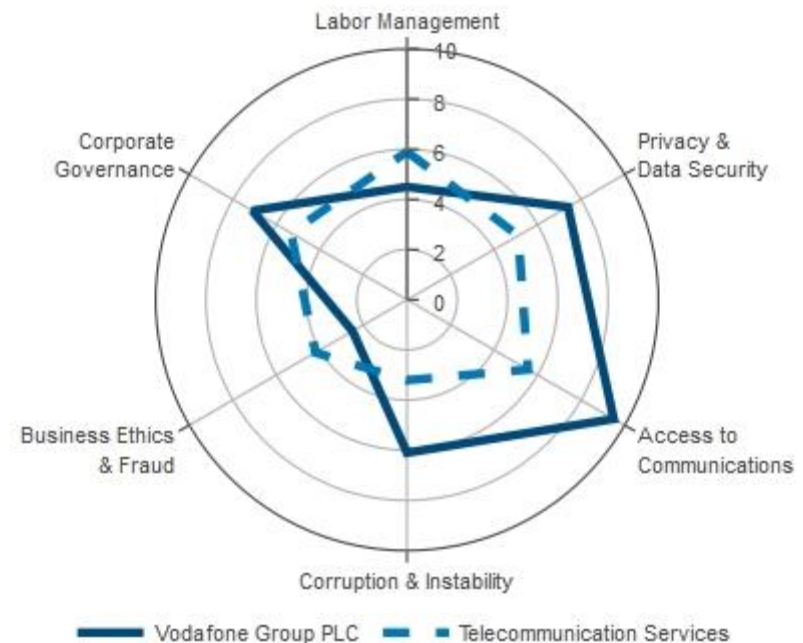 Labor Management
10
8
6
4
2
0
Privacy &
Data Security
Access to
Communications
Corruption & Instability
Business Ethics
& Fraud
Corporate
Governance
Vodafone Group PLC
Telecommunication Services